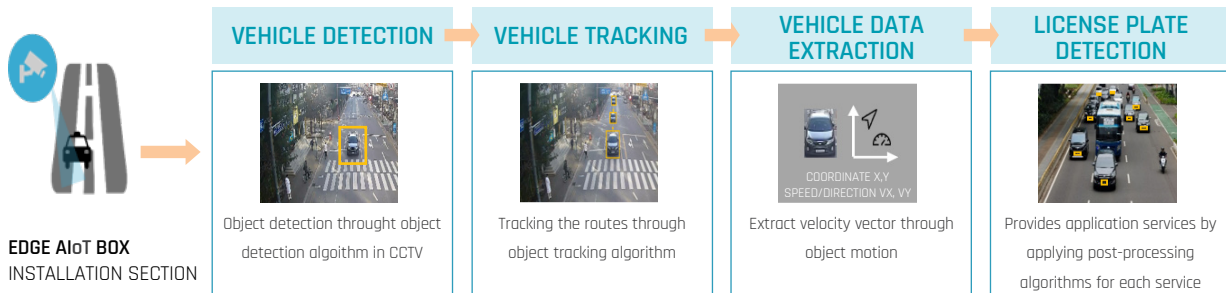 EDGE AIoT BOX
INSTALLATION SECTION
VEHICLE DETECTION
Object detection throught object
detection algoithm in CCTV
VEHICLE TRACKING
Tracking the routes through
object tracking algorithm
VEHICLE DATA
EXTRACTION
COORDINATE X,Y
SPEED/DIRECTION VX, VY
Extract velocity vector through
object motion
LICENSE PLATE
DETECTION
Provides application services by
applying post-processing
algorithms for each service